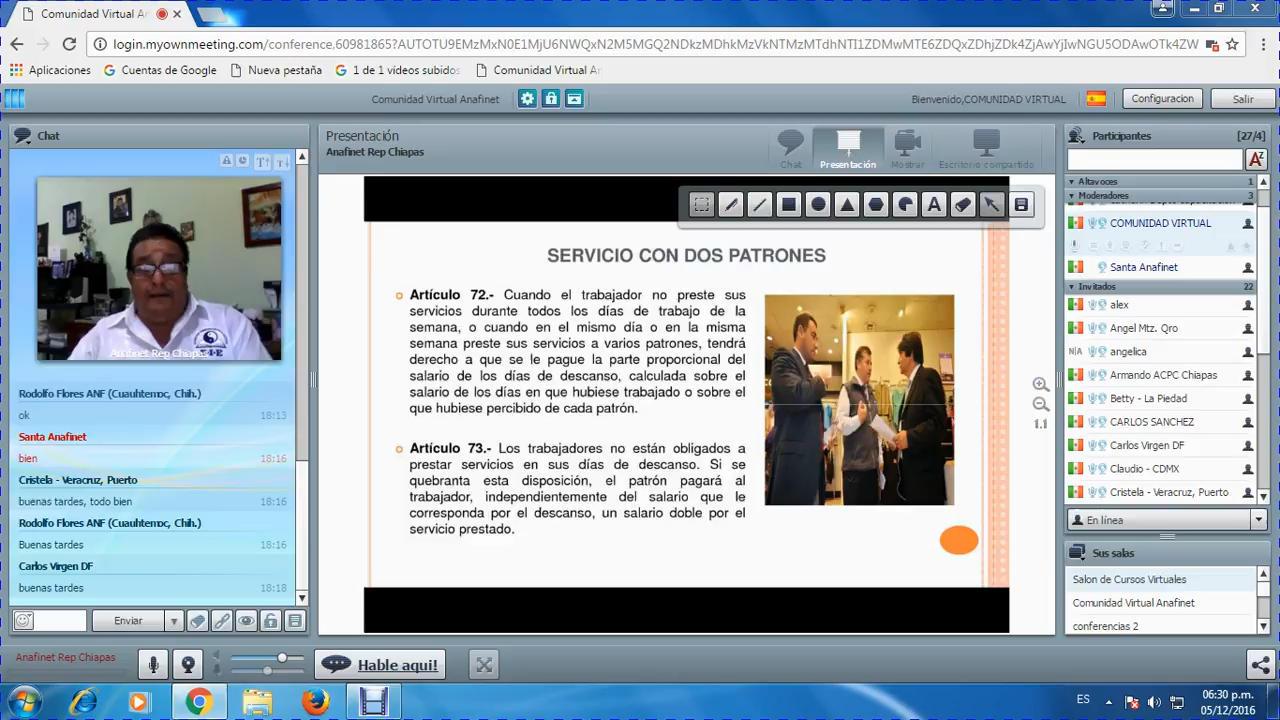 Comunidad Virtual An
login.myownmeeting.com/conference.60981865?AUTOTU9EMzMxN0E1MjU6NWQxN2M5MGQ2NDkzMDhkMzVkNTMzMTdhNTI1ZDMwMTE6ZDQxZDhjZDk4ZjAwYjIwNGU5ODAwOTk4ZW
Aplicaciones
Cuentas de Google
Nueva pestaña
1 de 1 vídeos subidos
Comunidad Virtual An
Comunidad Virtual Anafinet
Bienvenido,COMUNIDAD VIRTUAL
Configuracion
Salir
Chat
Anafinet Rep Chiapas
Rodolfo Flores ANF (Cuauhtemoc, Chih.)
ok 18:13
Santa Anafinet
bien 18:16
Cristela - Veracruz, Puerto
buenas tardes, todo bien 18:16
Rodolfo Flores ANF (Cuauhtemoc, Chih.)
Buenas tardes 18:16
Carlos Virgen DF
buenas tardes 18:18
Enviar
Presentación
Anafinet Rep Chiapas
Chat
Presentación
Mostrar
Escritorio compartido
SERVICIO CON DOS PATRONES
Artículo 72.- Cuando el trabajador no preste sus
servicios durante todos los días de trabajo de la
semana, o cuando en el mismo día o en la misma
semana preste sus servicios a varios patrones, tendrá
derecho a que se le pague la parte proporcional del
salario de los días de descanso, calculada sobre el
salario de los días en que hubiese trabajado o sobre el
que hubiese percibido de cada patrón.
Artículo 73.- Los trabajadores no están obligados a
prestar servicios en sus días de descanso. Si se
quebranta esta disposición, el patrón pagará al
trabajador, independientemente del salario que le
corresponda por el descanso, un salario doble por el
servicio prestado.
1.1
Participantes [27/4]
Altavoces 1
Moderadores 3
COMUNIDAD VIRTUAL
Santa Anafinet
Invitados 22
alex
Angel Mtz. Qro
N/A angelica
Armando ACPC Chiapas
Betty - La Piedad
CARLOS SANCHEZ
Carlos Virgen DF
Claudio - CDMX
Cristela - Veracruz, Puerto
En línea
Sus salas
Salon de Cursos Virtuales
Comunidad Virtual Anafinet
conferencias 2
Anafinet Rep Chiapas
Hable aqui!
ES
06:30 p.m.
05/12/2016